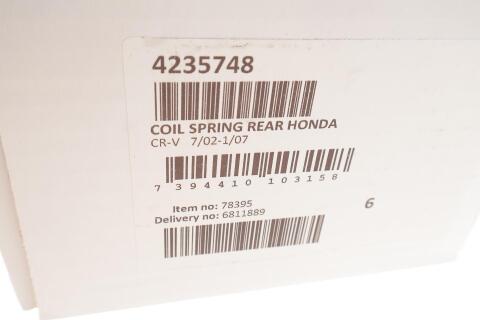 4235748
COIL SPRING REAR HONDA
CR-V 7/02-1/07
7 394410 103158
Item no: 78395
Delivery no: 6811889
6